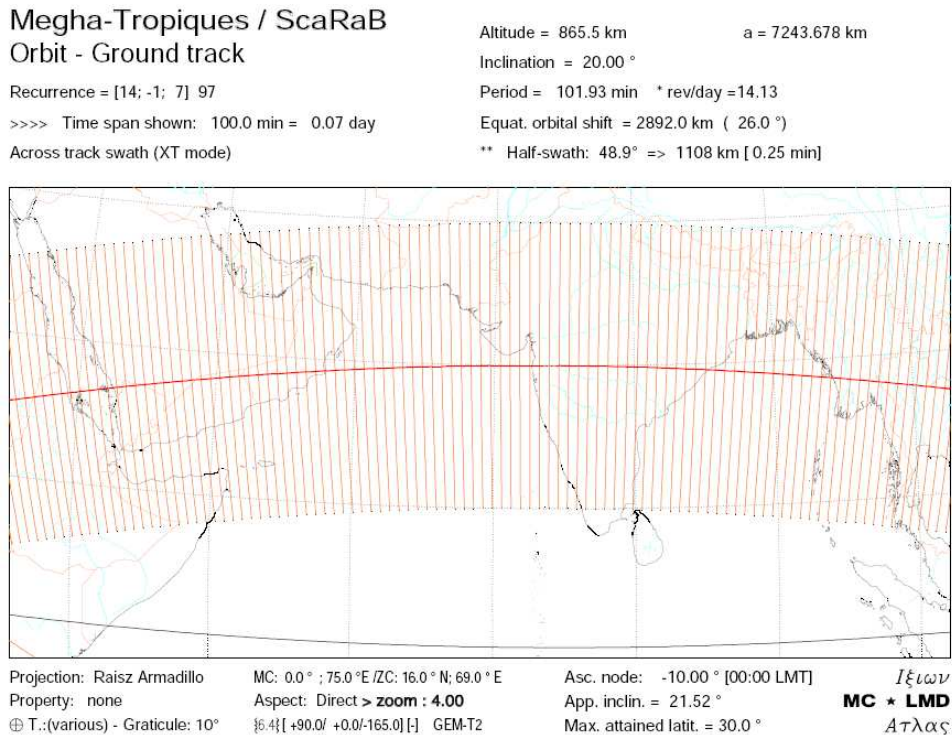 Megha-Tropiques / ScaRaB
Orbit - Ground track
Recurrence = [14; -1; 7] 97
>>>> Time span shown: 100.0 min = 0.07 day
Across track swath (XT mode)
Altitude = 865.5 km a = 7243.678 km
Inclination = 20.00 °
Period = 101.93 min * rev/day =14.13
Equat. orbital shift = 2892.0 km ( 26.0 °)
** Half-swath: 48.9° => 1108 km [ 0.25 min]
Projection: Raisz Armadillo
Property: none
⊕ T.:(various) - Graticule: 10°
MC: 0.0 ° ; 75.0 °E /ZC: 16.0 ° N; 69.0 ° E
Aspect: Direct > zoom : 4.00
[ +90.0/ +0.0/-165.0] [-] GEM-T2
Asc. node: -10.00 ° [00:00 LMT]
App. inclin. = 21.52 °
Max. attained latit. = 30.0 °
Ιξιων
MC ★ LMD
Ατλας